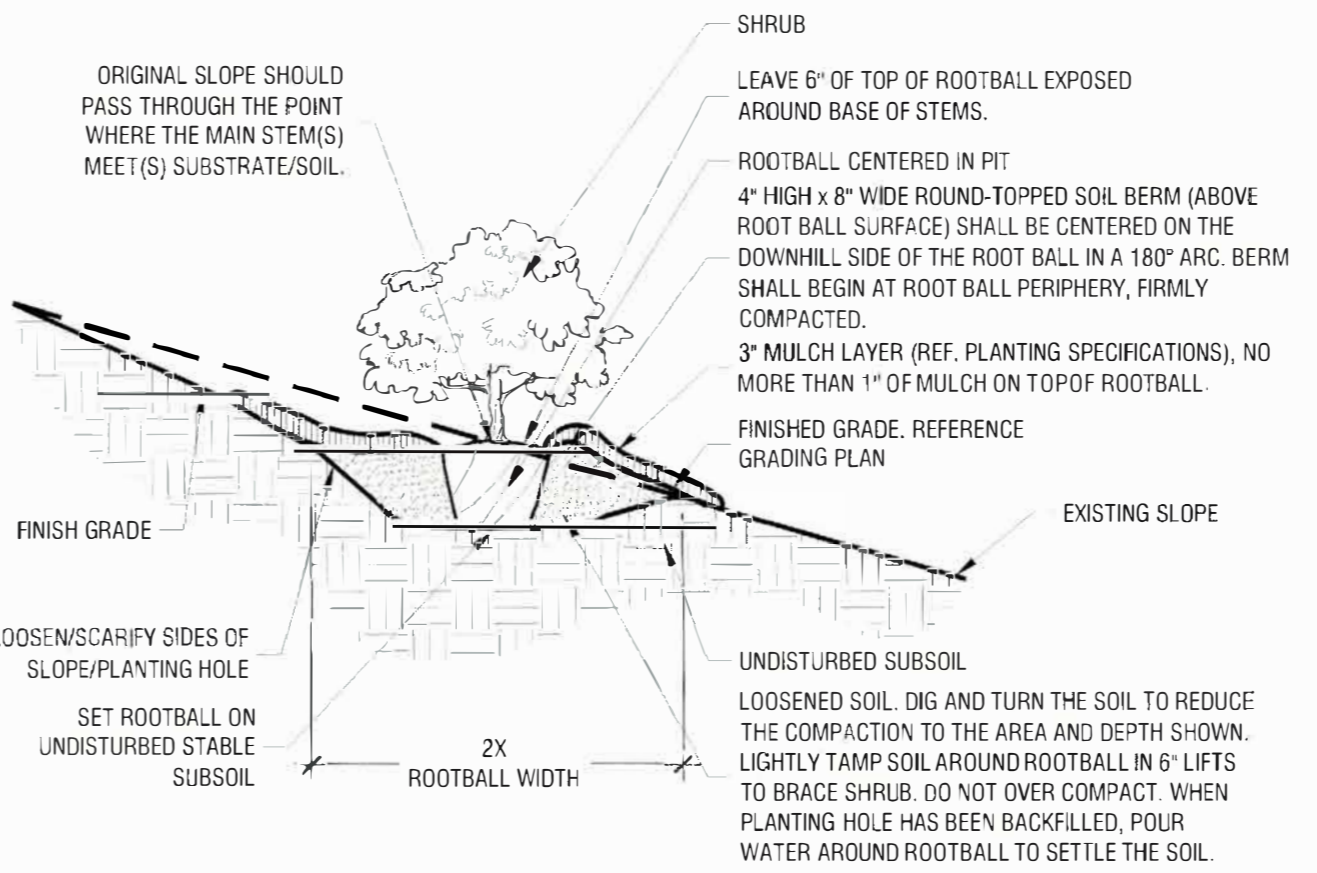 SHRUB
ORIGINAL SLOPE SHOULD
PASS THROUGH THE POINT
WHERE THE MAIN STEM(S)
MEET(S) SUBSTRATE/SOIL.
LEAVE 6" OF TOP OF ROOTBALL EXPOSED
AROUND BASE OF STEMS.
ROOTBALL CENTERED IN PIT
4" HIGH x 8" WIDE ROUND-TOPPED SOIL BERM (ABOVE
ROOT BALL SURFACE) SHALL BE CENTERED ON THE
DOWNHILL SIDE OF THE ROOT BALL IN A 180° ARC. BERM
SHALL BEGIN AT ROOT BALL PERIPHERY, FIRMLY
COMPACTED.
3" MULCH LAYER (REF. PLANTING SPECIFICATIONS), NO
MORE THAN 1" OF MULCH ON TOPOF ROOTBALL.
FINISHED GRADE. REFERENCE
GRADING PLAN
EXISTING SLOPE
FINISH GRADE
OOSEN/SCARIFY SIDES OF
SLOPE/PLANTING HOLE
SET ROOTBALL ON
UNDISTURBED STABLE
SUBSOIL
2X
ROOTBALL WIDTH
UNDISTURBED SUBSOIL
LOOSENED SOIL. DIG AND TURN THE SOIL TO REDUCE
THE COMPACTION TO THE AREA AND DEPTH SHOWN.
LIGHTLY TAMP SOIL AROUND ROOTBALL IN 6" LIFTS
TO BRACE SHRUB. DO NOT OVER COMPACT. WHEN
PLANTING HOLE HAS BEEN BACKFILLED, POUR
WATER AROUND ROOTBALL TO SETTLE THE SOIL.